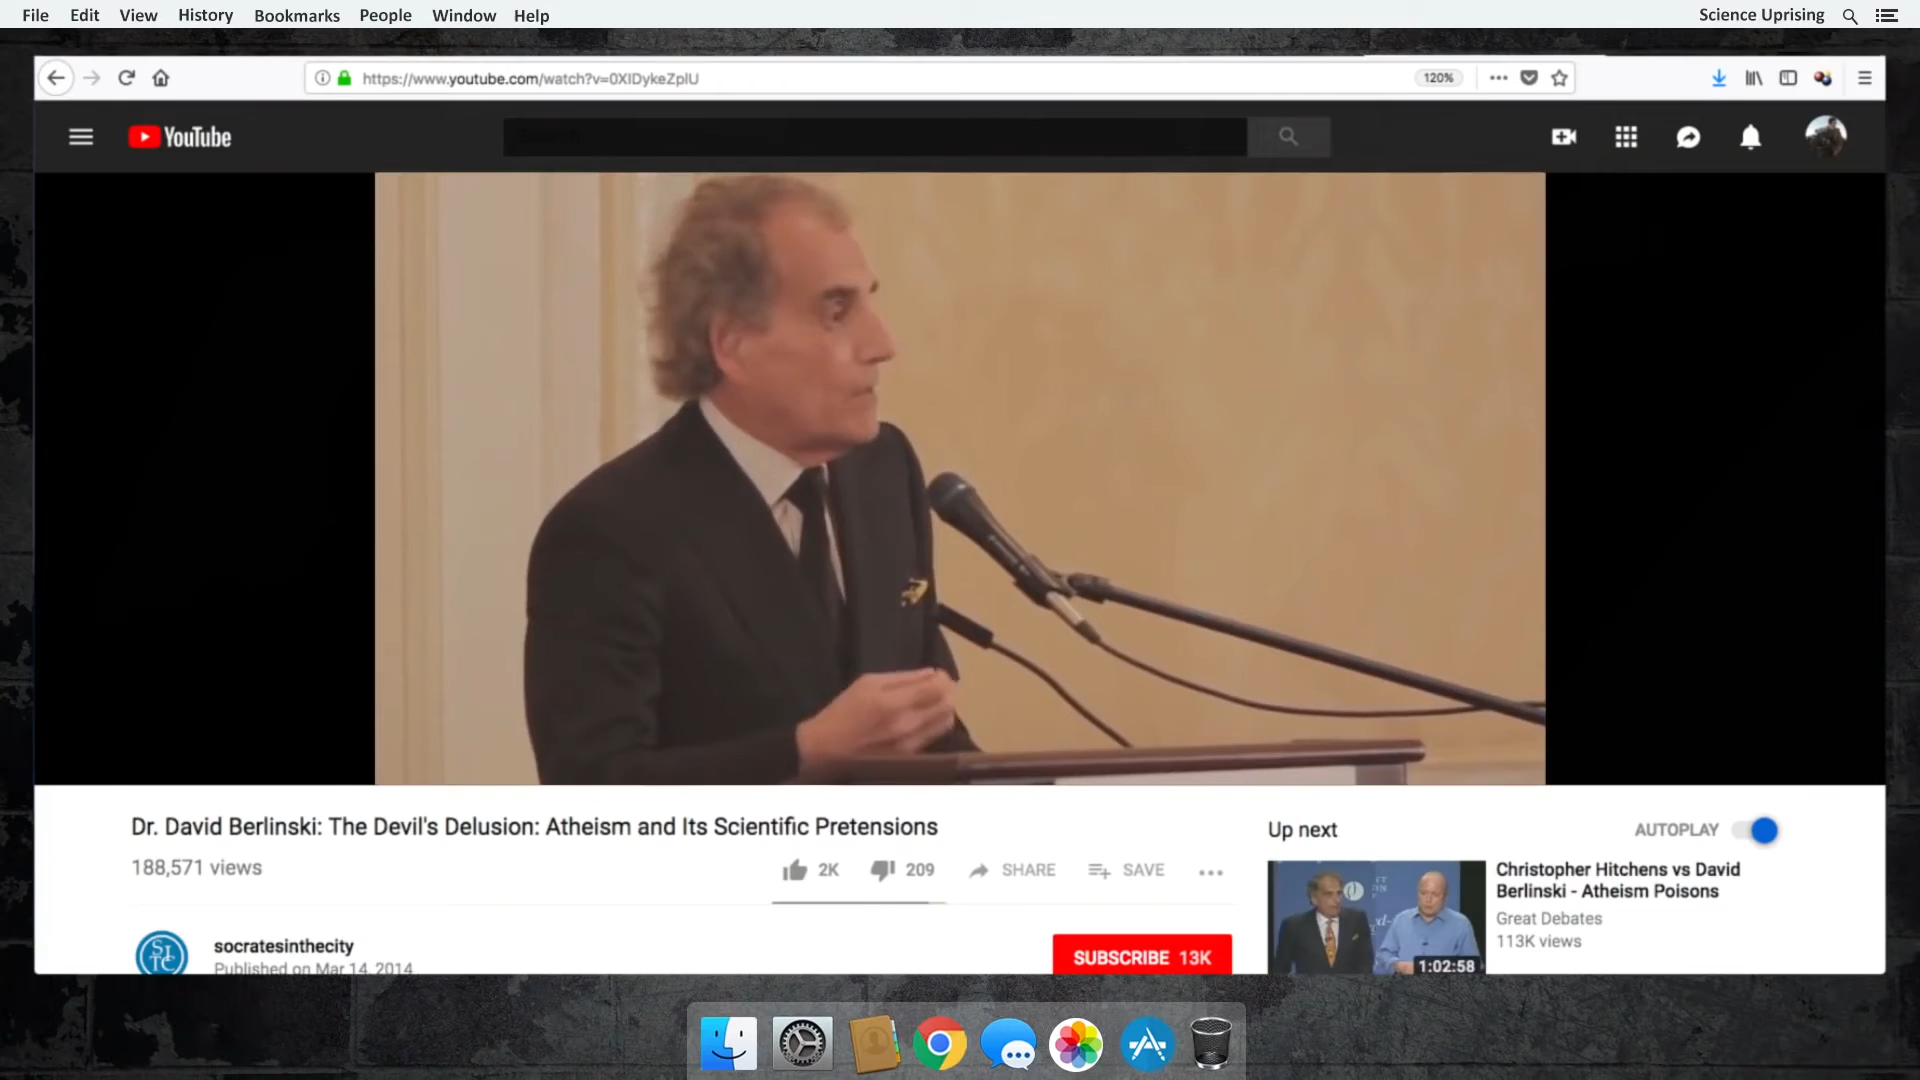 File Edit View History Bookmarks People Window Help Science Uprising
https://www.youtube.com/watch?v=0XIDykeZplU 120%
YouTube
Dr. David Berlinski: The Devil's Delusion: Atheism and Its Scientific Pretensions
188,571 views
2K 209 SHARE SAVE
SITC
socratesinthecity
Published on Mar 14, 2014
SUBSCRIBE 13K
Up next AUTOPLAY
Christopher Hitchens vs David
Berlinski - Atheism Poisons
Great Debates
113K views
1:02:58